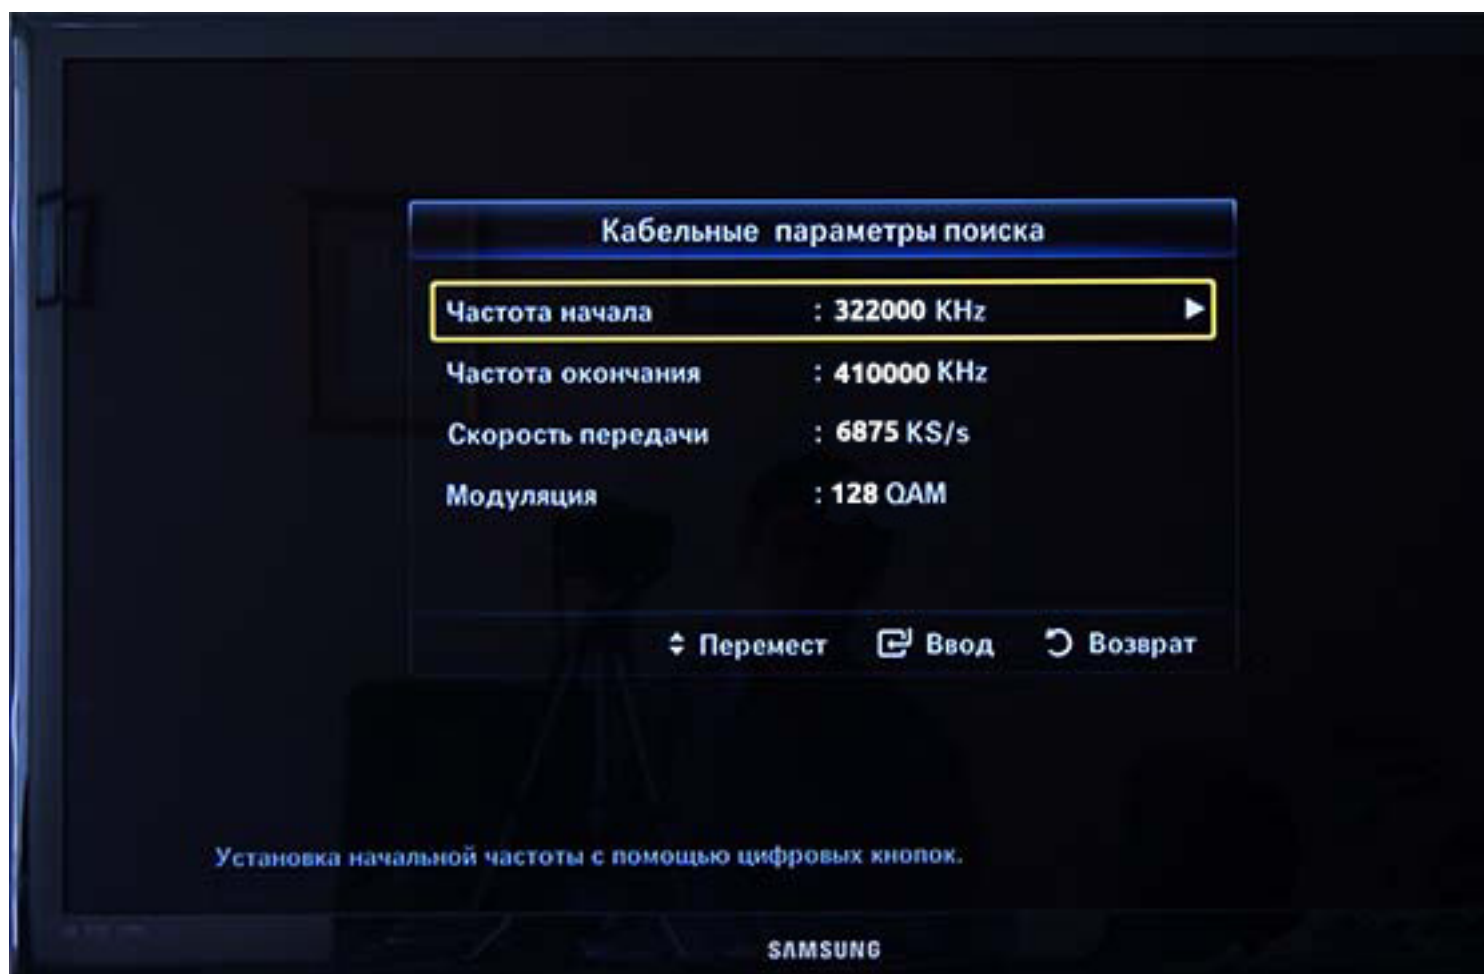 Кабельные параметры поиска
Частота начала : 322000 KHz
Частота окончания : 410000 KHz
Скорость передачи : 6875 KS/s
Модуляция : 128 QAM
Перемест Ввод Возврат
Установка начальной частоты с помощью цифровых кнопок.
SAMSUNG